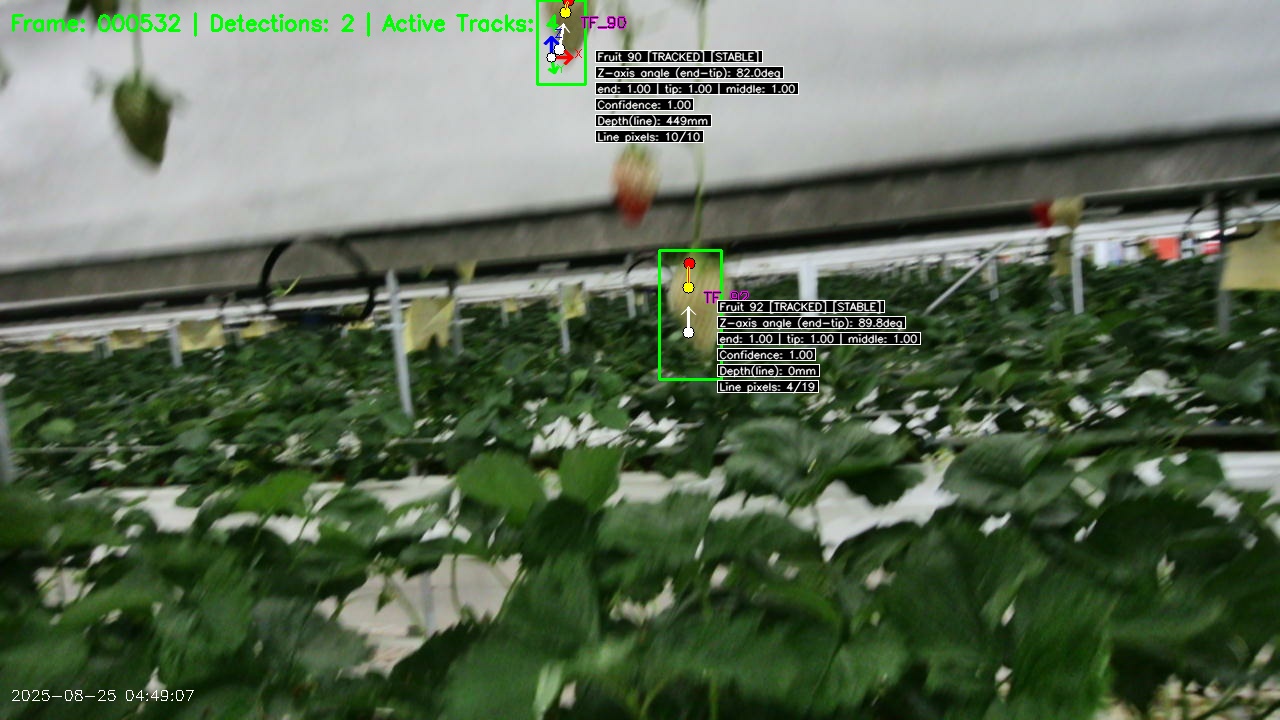 Frame: 000532 | Detections: 2 | Active Tracks: 4
TF_90
Fruit 90 [TRACKED] [STABLE]
Z-axis angle (end-tip): 82.0deg
end: 1.00 | tip: 1.00 | middle: 1.00
Confidence: 1.00
Depth(line): 449mm
Line pixels: 10/10
TF_92
Fruit 92 [TRACKED] [STABLE]
Z-axis angle (end-tip): 89.8deg
end: 1.00 | tip: 1.00 | middle: 1.00
Confidence: 1.00
Depth(line): 0mm
Line pixels: 4/19
2025-08-25 04:49:07